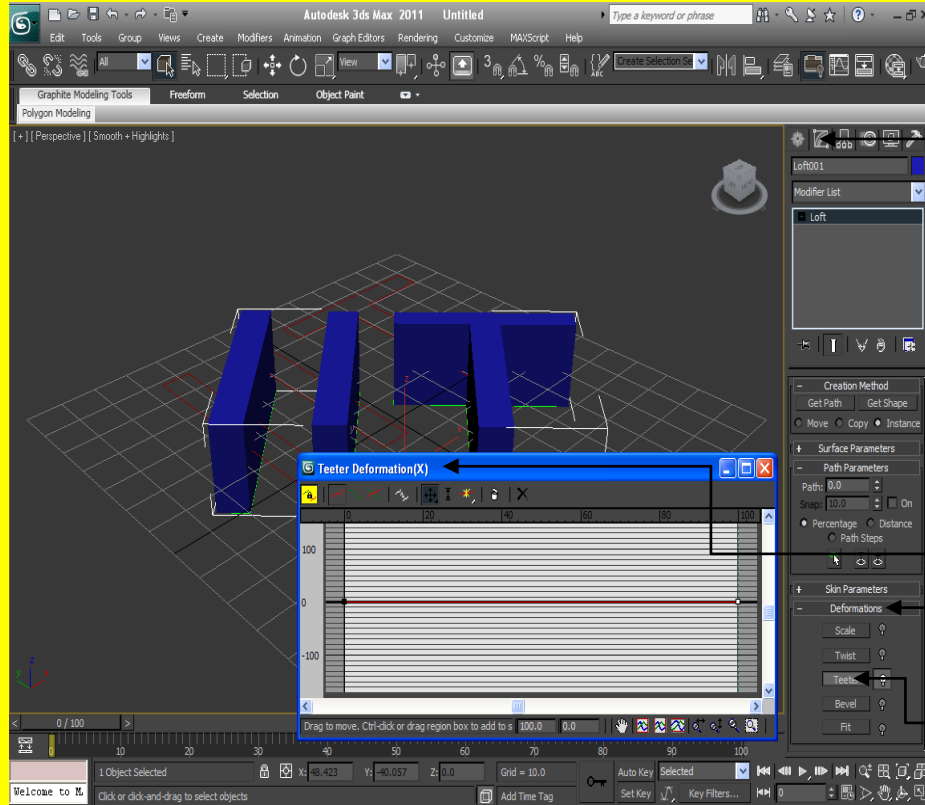 Autodesk 3ds Max 2011 Untitled
Type a keyword or phrase
Edit Tools Group Views Create Modifiers Animation Graph Editors Rendering Customize MAXScript Help
All
View
3
Create Selection Se
Graphite Modeling Tools Freeform Selection Object Paint
Polygon Modeling
[ + ] [ Perspective ] [ Smooth + Highlights ]
Loft001
Modifier List
Loft
Creation Method
Get Path Get Shape
Move Copy Instance
Surface Parameters
Path Parameters
Path: 0.0
Snap: 10.0 On
Percentage Distance
Path Steps
Skin Parameters
Deformations
Scale
Twist
Teeter
Bevel
Fit
z
x
y
Teeter Deformation(X)
0 20 40 60 80 100
100
0
-100
Drag to move. Ctrl-click or drag region box to add to s 100.0 0.0
z
y
0 / 100
0 10 20 30 40 50 60 70 80 90 100
1 Object Selected X: 48.423 Y: -40.057 Z: 0.0 Grid = 10.0 Auto Key Selected
Welcome to M. Click or click-and-drag to select objects Add Time Tag Set Key Key Filters... 0